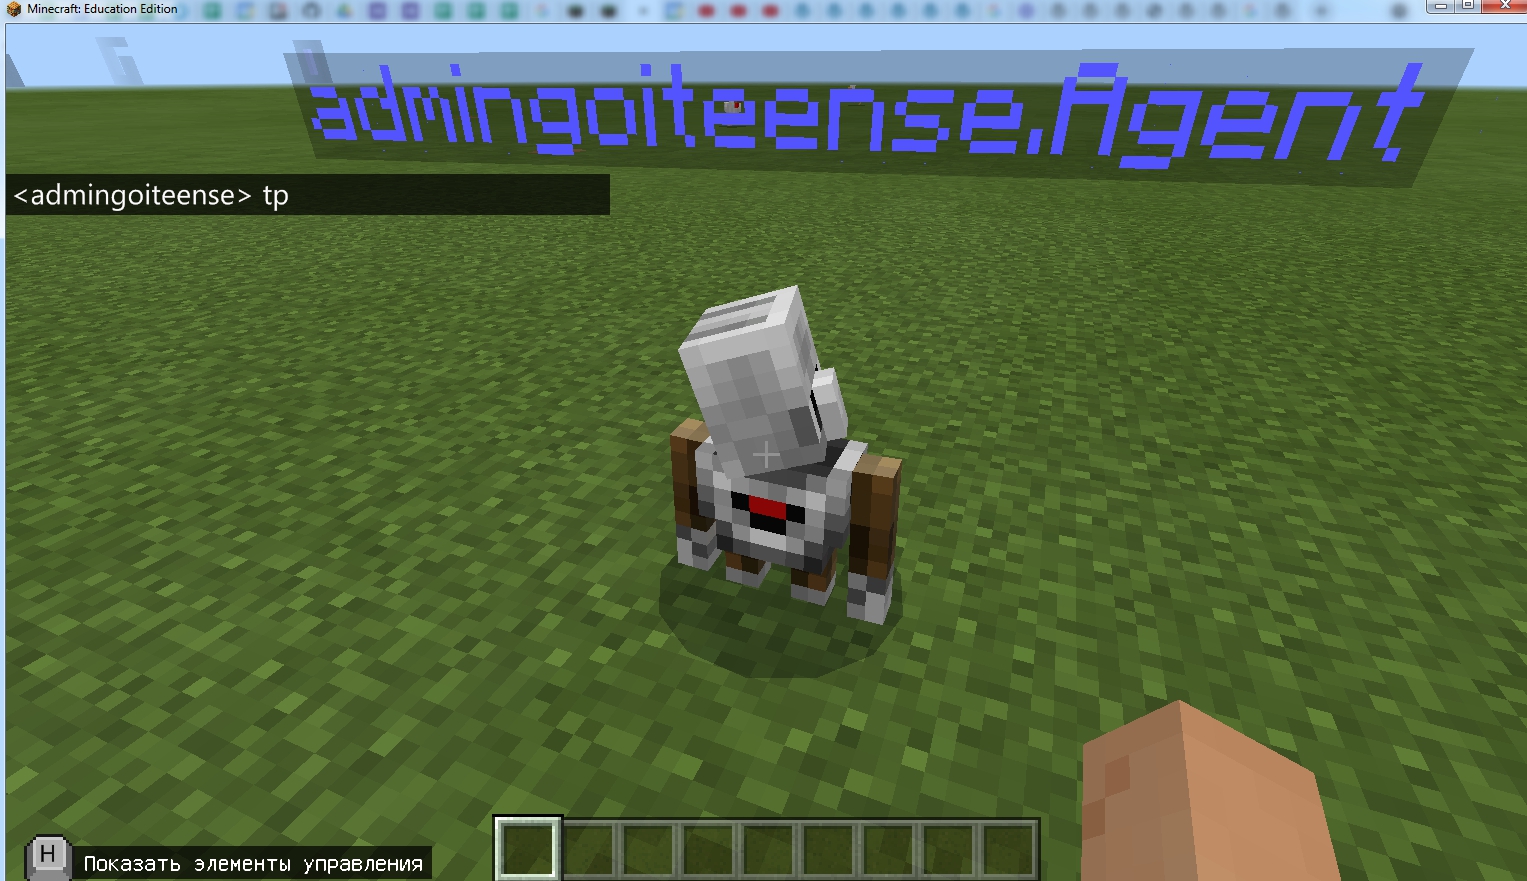 Minecraft: Education Edition
admingoiteense.Agent
<admingoiteense> tp
H
Показать элементы управления